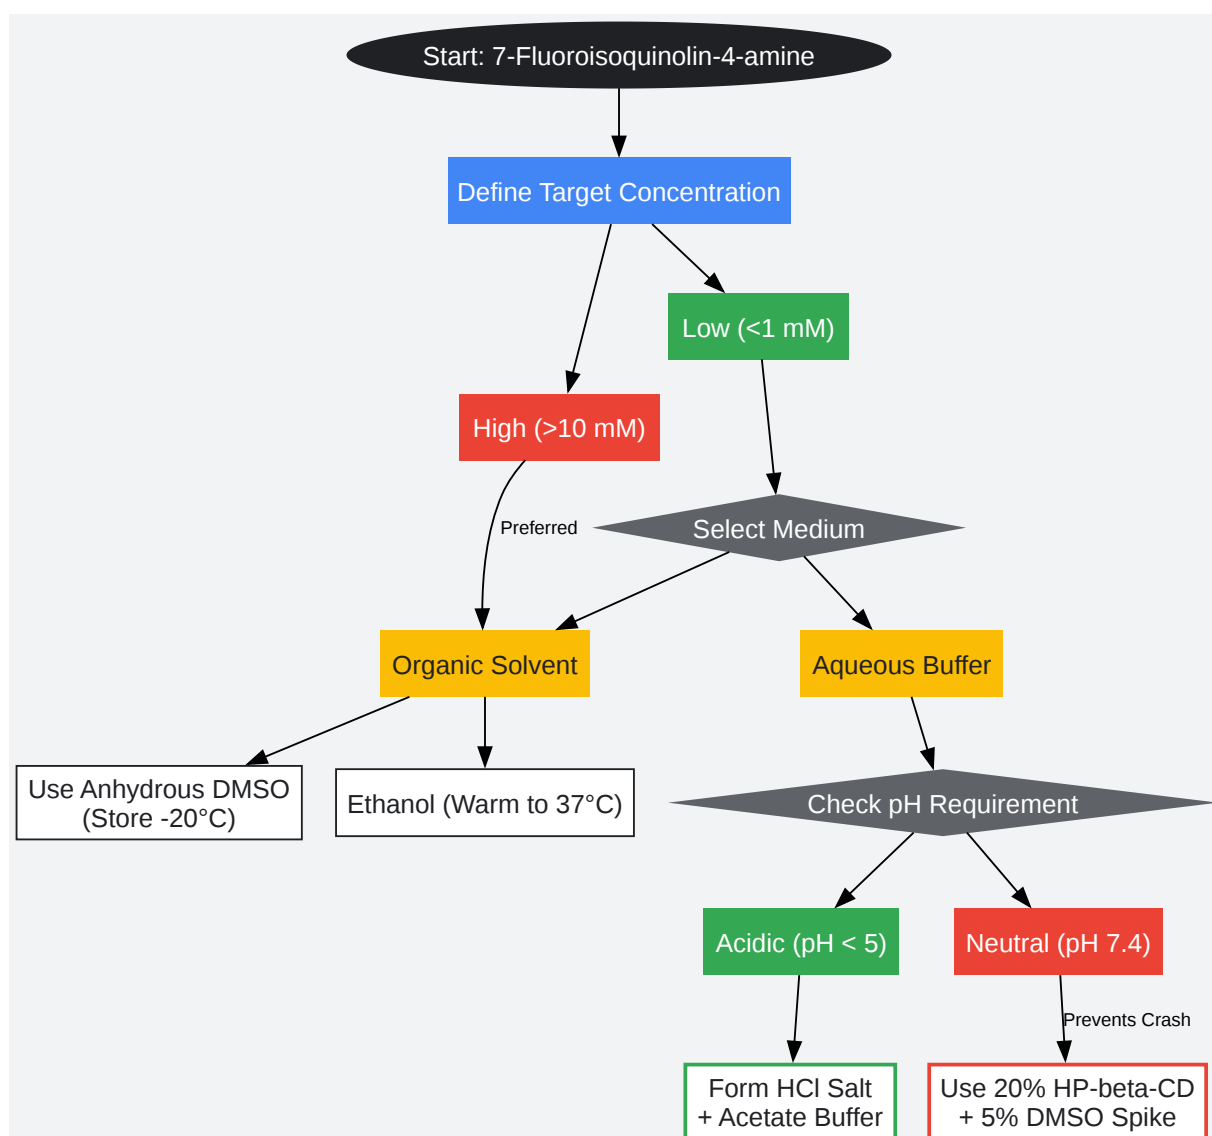 Start: 7-Fluoroisoquinolin-4-amine
Define Target Concentration
Low (<1 mM)
High (>10 mM)
Preferred
Select Medium
Organic Solvent
Aqueous Buffer
Use Anhydrous DMSO
(Store -20°C)
Ethanol (Warm to 37°C)
Check pH Requirement
Acidic (pH < 5)
Neutral (pH 7.4)
Prevents Crash
Form HCl Salt
+ Acetate Buffer
Use 20% HP-beta-CD
+ 5% DMSO Spike